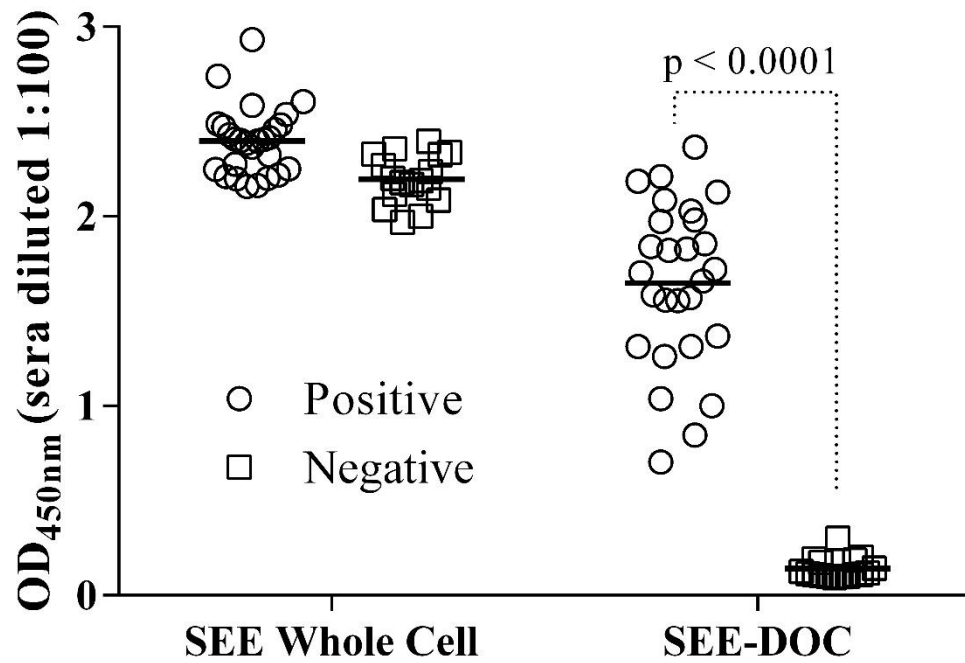 3
p < 0.0001
2
1
0
OD450nm (sera diluted 1:100)
Positive
Negative
SEE Whole Cell
SEE-DOC